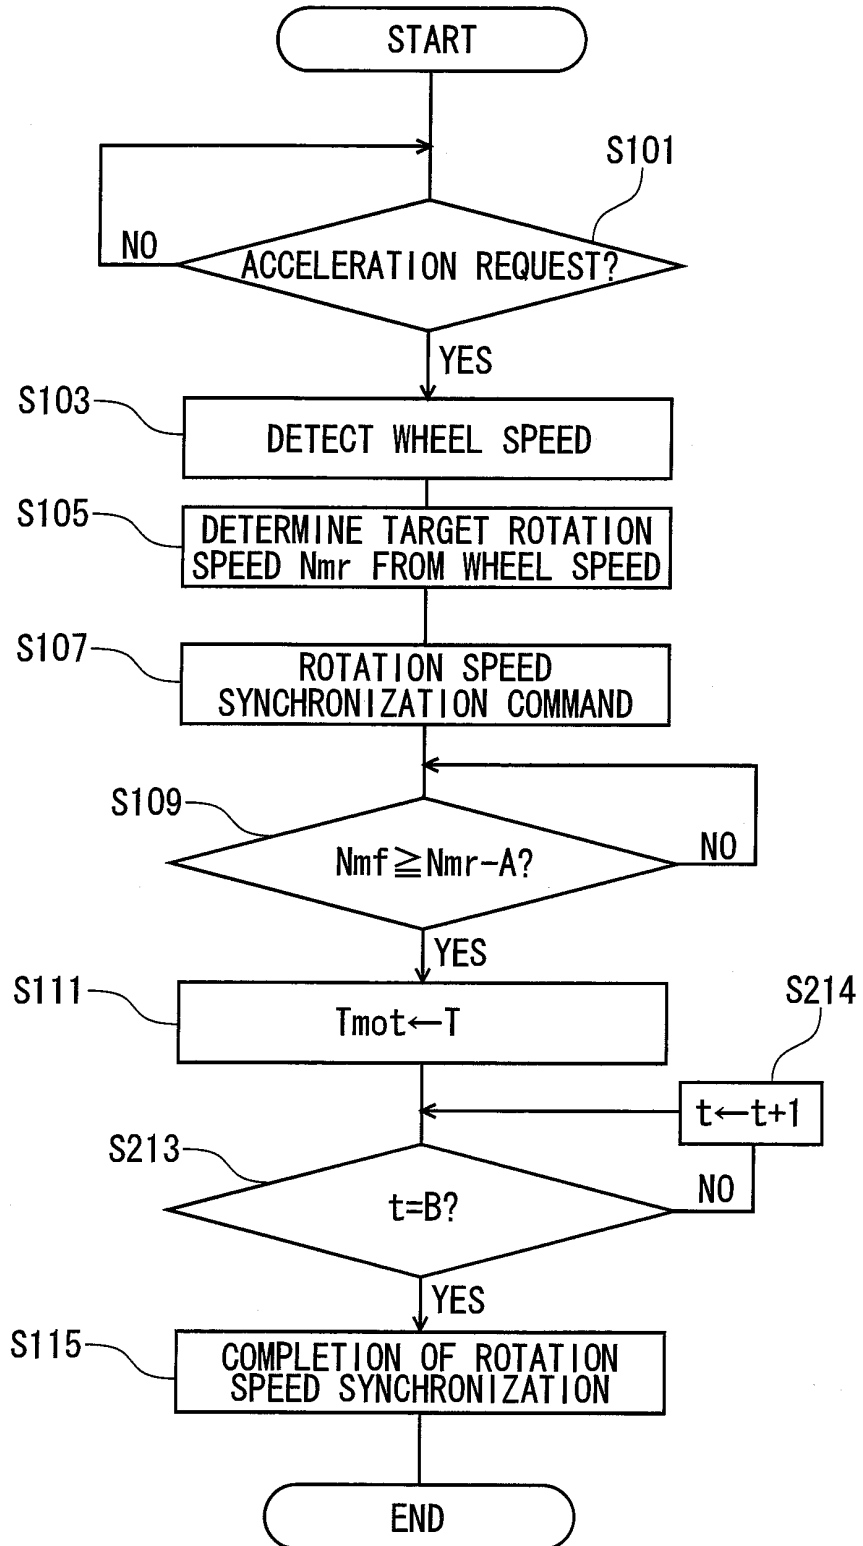 START
S101
NO
ACCELERATION REQUEST?
YES
S103
DETECT WHEEL SPEED
S105
DETERMINE TARGET ROTATION
SPEED Nmr FROM WHEEL SPEED
S107
ROTATION SPEED
SYNCHRONIZATION COMMAND
S109
Nmf≧Nmr-A?
NO
YES
S111
Tmot←T
S214
t←t+1
S213
t=B?
NO
YES
S115
COMPLETION OF ROTATION
SPEED SYNCHRONIZATION
END